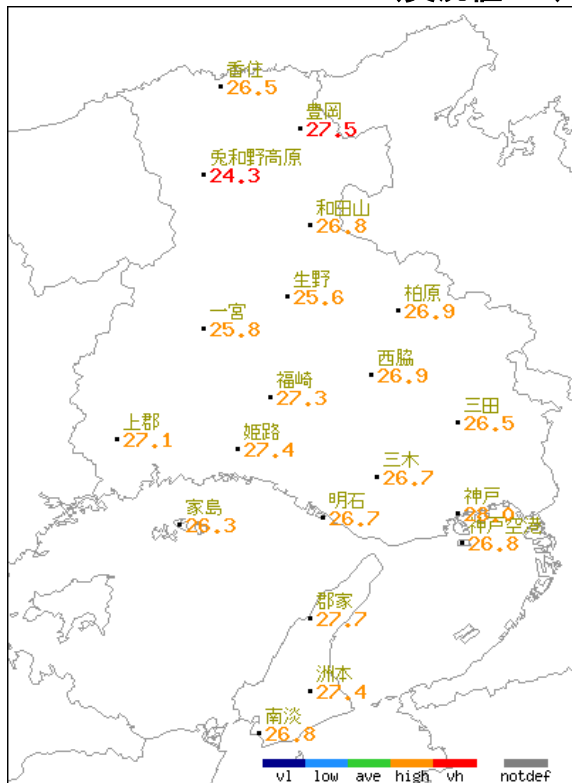 香住
26.5
豊岡
27.5
兎和野高原
24.3
和田山
26.8
生野
25.6
柏原
26.9
一宮
25.8
西脇
26.9
福崎
27.3
三田
26.5
上郡
27.1
姫路
27.4
三木
26.7
神戸
家島
26.3
明石
26.7
神戸空港
26.8
郡家
27.7
洲本
27.4
南淡
26.8
vl low ave high vh notdef